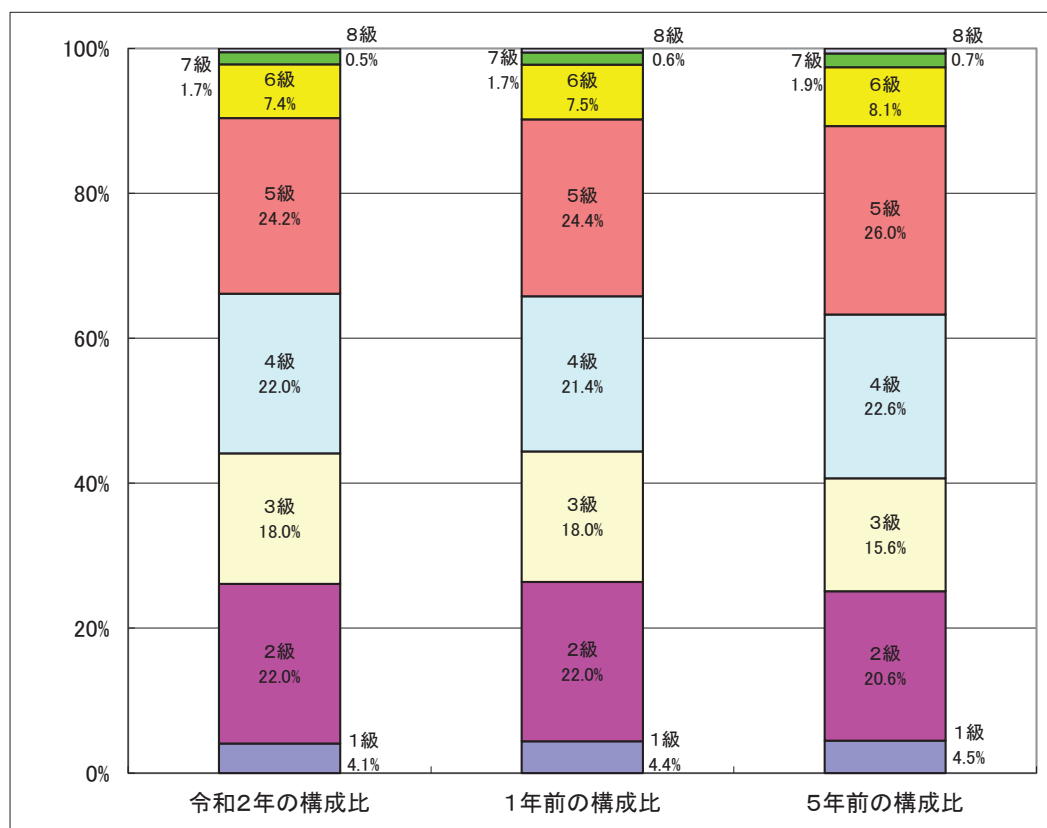 100%
80%
60%
40%
20%
0%
8級
0.5%
7級
1.7%
6級
7.4%
5級
24.2%
4級
22.0%
3級
18.0%
2級
22.0%
1級
4.1%
令和2年の構成比
8級
0.6%
7級
1.7%
6級
7.5%
5級
24.4%
4級
21.4%
3級
18.0%
2級
22.0%
1級
4.4%
1年前の構成比
8級
0.7%
7級
1.9%
6級
8.1%
5級
26.0%
4級
22.6%
3級
15.6%
2級
20.6%
1級
4.5%
5年前の構成比